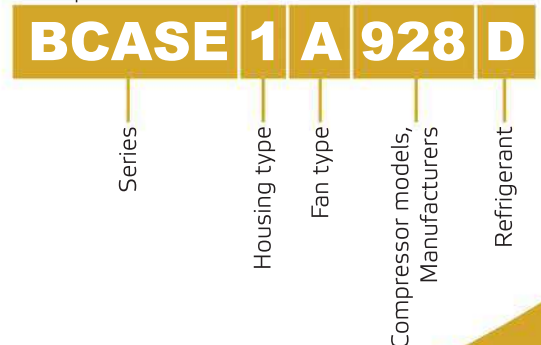 BCASE 1 A 928 D
Series
Housing type
Fan type
Compressor models,
Manufacturers
Refrigerant